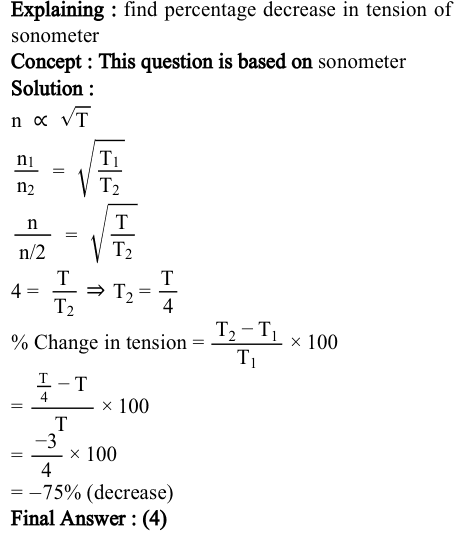 Explaining : find percentage decrease in tension of
sonometer
Concept : This question is based on sonometer
Solution :
n ∝ √T
n₁/n₂ = √(T₁/T₂)
n/(n/2) = √(T/T₂)
4 = T/T₂ ⇒ T₂ = T/4
% Change in tension = (T₂ − T₁)/T₁ × 100
= (T/4 − T)/T × 100
= −3/4 × 100
= −75% (decrease)
Final Answer : (4)